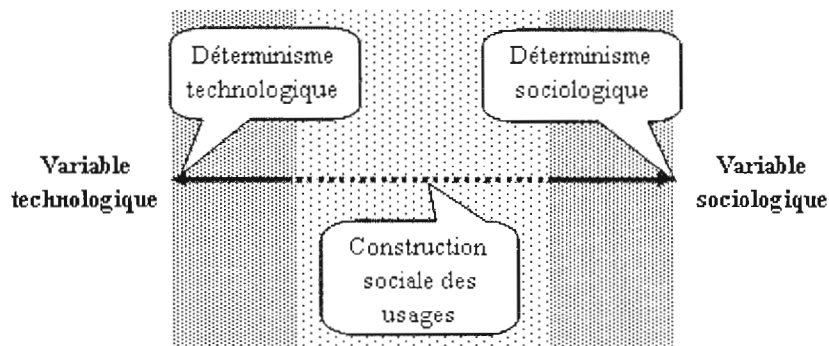 Déterminisme
technologique
Déterminisme
sociologique
Variable
technologique
Variable
sociologique
Construction
sociale des
usages